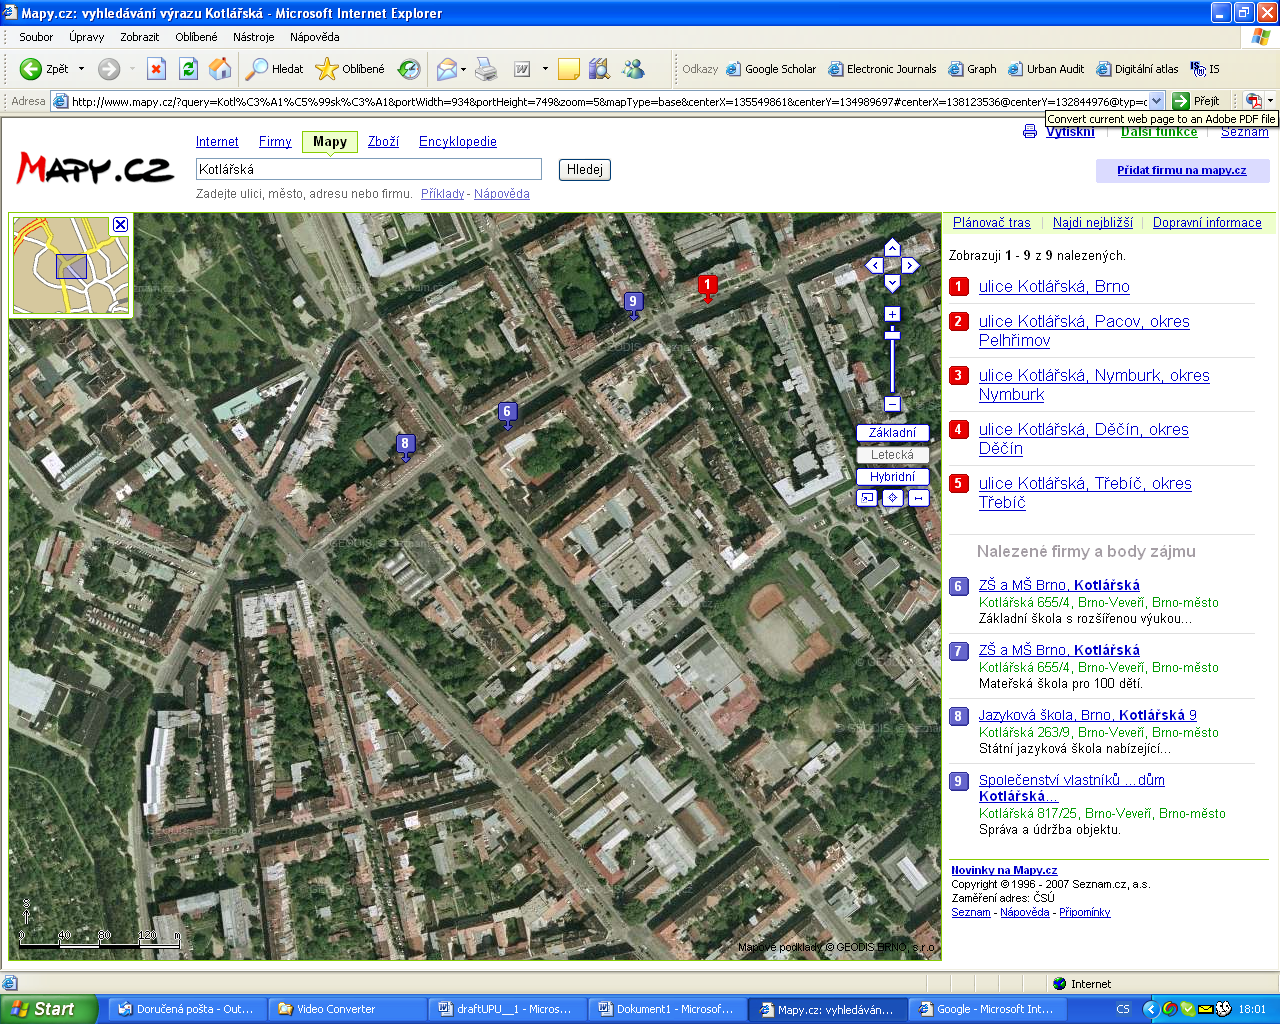 Mapy.cz: vyhledávání výrazu Kotlářská - Microsoft Internet Explorer
Soubor Úpravy Zobrazit Oblíbené Nástroje Nápověda
Zpět Hledat Oblíbené Odkazy Google Scholar Electronic Journals Graph Urban Audit Digitální atlas IS
Adresa http://www.mapy.cz/?query=Kotl%C3%A1%C5%99sk%C3%A1&portWidth=934&portHeight=749&zoom=5&mapType=base&centerX=135549861&centerY=134989697#centerX=138123536@centerY=132844976@typ=c Přejít
Convert current web page to an Adobe PDF file
Internet Firmy Mapy Zboží Encyklopedie
Vytiskni Další funkce Seznam
Mapy.cz
Kotlářská Hledej
Přidat firmu na mapy.cz
Zadejte ulici, město, adresu nebo firmu. Příklady - Nápověda
Plánovač tras Najdi nejbližší Dopravní informace
Zobrazuji 1 - 9 z 9 nalezených.
1 ulice Kotlářská, Brno
2 ulice Kotlářská, Pacov, okres
Pelhřimov
3 ulice Kotlářská, Nymburk, okres
Nymburk
4 ulice Kotlářská, Děčín, okres
Děčín
5 ulice Kotlářská, Třebíč, okres
Třebíč
Nalezené firmy a body zájmu
6 ZŠ a MŠ Brno, Kotlářská
Kotlářská 655/4, Brno-Veveří, Brno-město
Základní škola s rozšířenou výukou...
7 ZŠ a MŠ Brno, Kotlářská
Kotlářská 655/4, Brno-Veveří, Brno-město
Mateřská škola pro 100 dětí.
8 Jazyková škola, Brno, Kotlářská 9
Kotlářská 263/9, Brno-Veveří, Brno-město
Státní jazyková škola nabízející...
9 Společenství vlastníků ...dům
Kotlářská...
Kotlářská 817/25, Brno-Veveří, Brno-město
Správa a údržba objektu.
Novinky na Mapy.cz
Copyright © 1996 - 2007 Seznam.cz, a.s.
Zaměření adres: ČSÚ
Seznam - Nápověda - Připomínky
1
9
6
8
Základní
Letecká
Hybridní
S
0 40 80 120 m
Mapové podklady © GEODIS BRNO, s.r.o
Internet
Start Doručená pošta - Out... Video Converter draftUPU__1 - Micros... Dokument1 - Microsof... Mapy.cz: vyhledáván... Google - Microsoft Int... CS 18:01